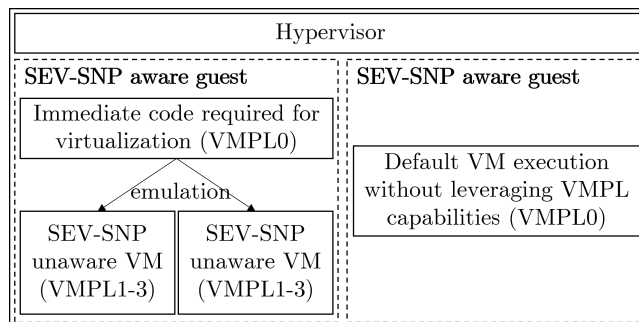 Hypervisor
SEV-SNP aware guest
Immediate code required for
virtualization (VMPL0)
emulation
SEV-SNP
unaware VM
(VMPL1-3)
SEV-SNP
unaware VM
(VMPL1-3)
SEV-SNP aware guest
Default VM execution
without leveraging VMPL
capabilities (VMPL0)